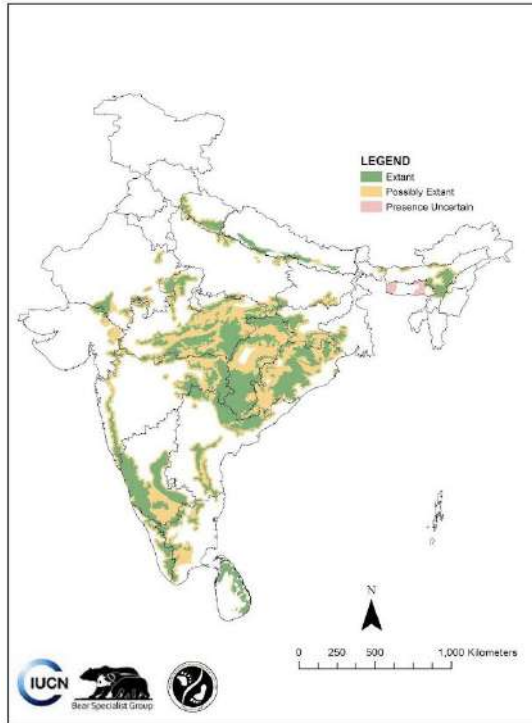 LEGEND
Extant
Possibly Extant
Presence Uncertain
N
0 250 500 1,000 Kilometers
IUCN
Bear Specialist Group